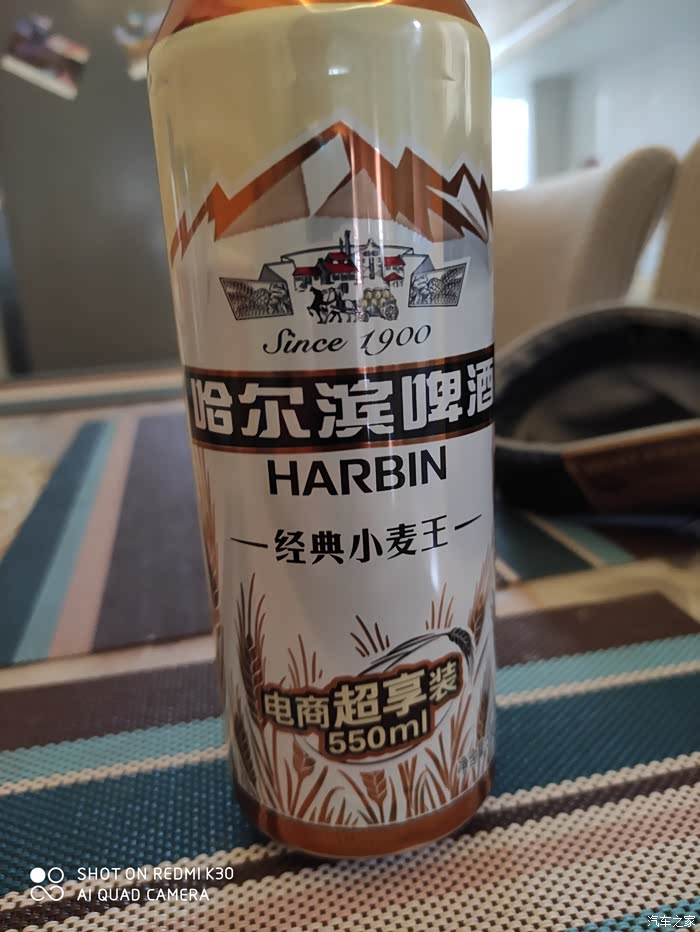 Since 1900
哈尔滨啤酒
HARBIN
经典小麦王
电商超享装
550ml
SHOT ON REDMI K30
AI QUAD CAMERA
汽车之家